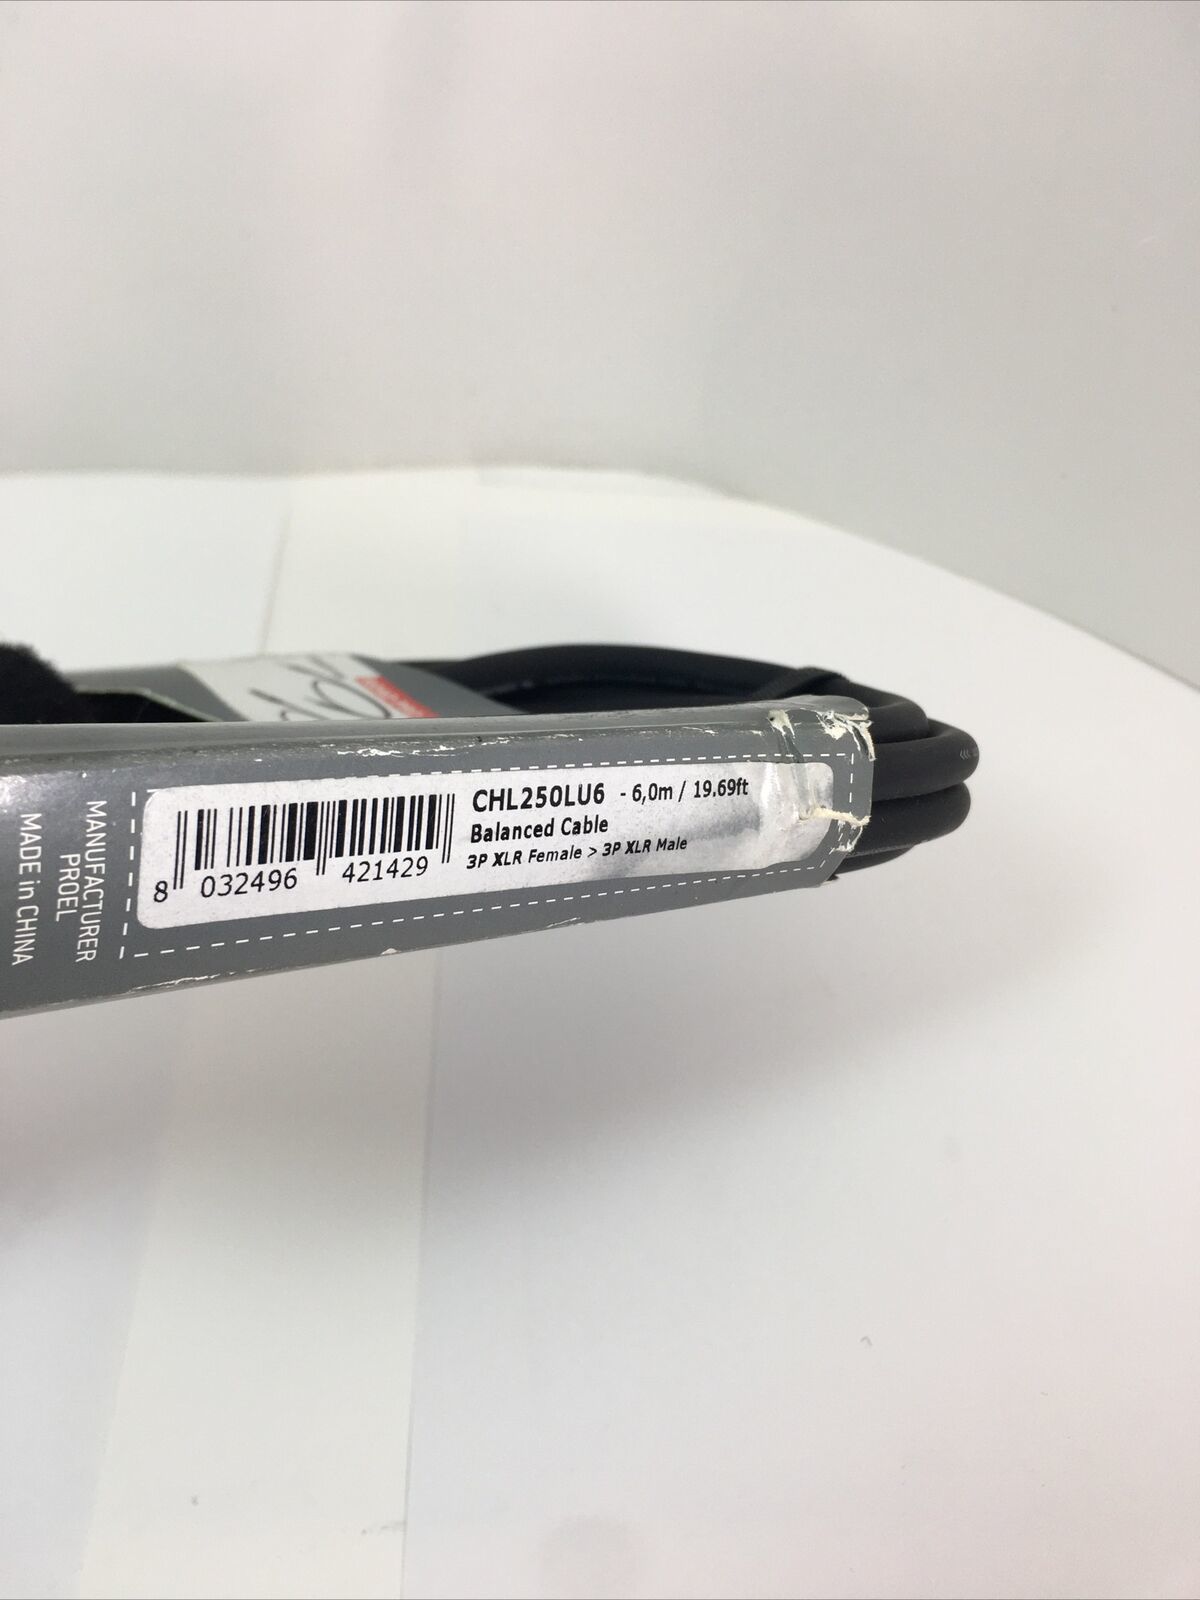 CHL250LU6 - 6,0m / 19.69ft
Balanced Cable
3P XLR Female > 3P XLR Male
8 032496 421429
MANUFACTURER
PROEL
MADE in CHINA